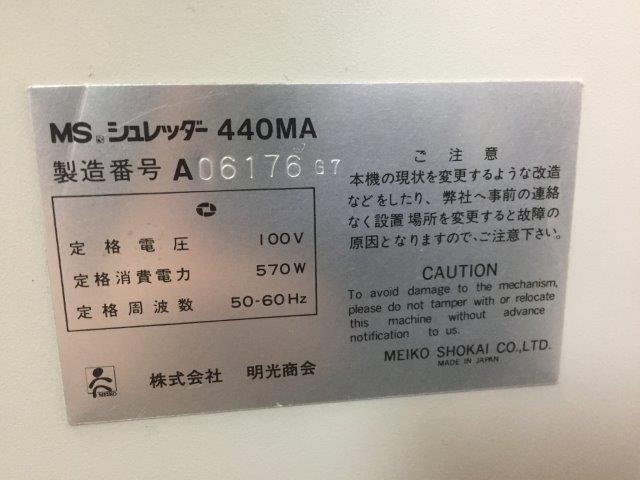 MS シュレッダー 440MA
製造番号 A06176 G7
定格電圧 100V
定格消費電力 570W
定格周波数 50-60Hz
MEIKO
株式会社 明光商会
ご注意
本機の現状を変更するような改造
などをしたり、弊社へ事前の連絡
なく設置場所を変更すると故障の
原因となりますので、ご注意下さい。
CAUTION
To avoid damage to the mechanism,
please do not tamper with or relocate
this machine without advance
notification to us.
MEIKO SHOKAI CO., LTD.
MADE IN JAPAN